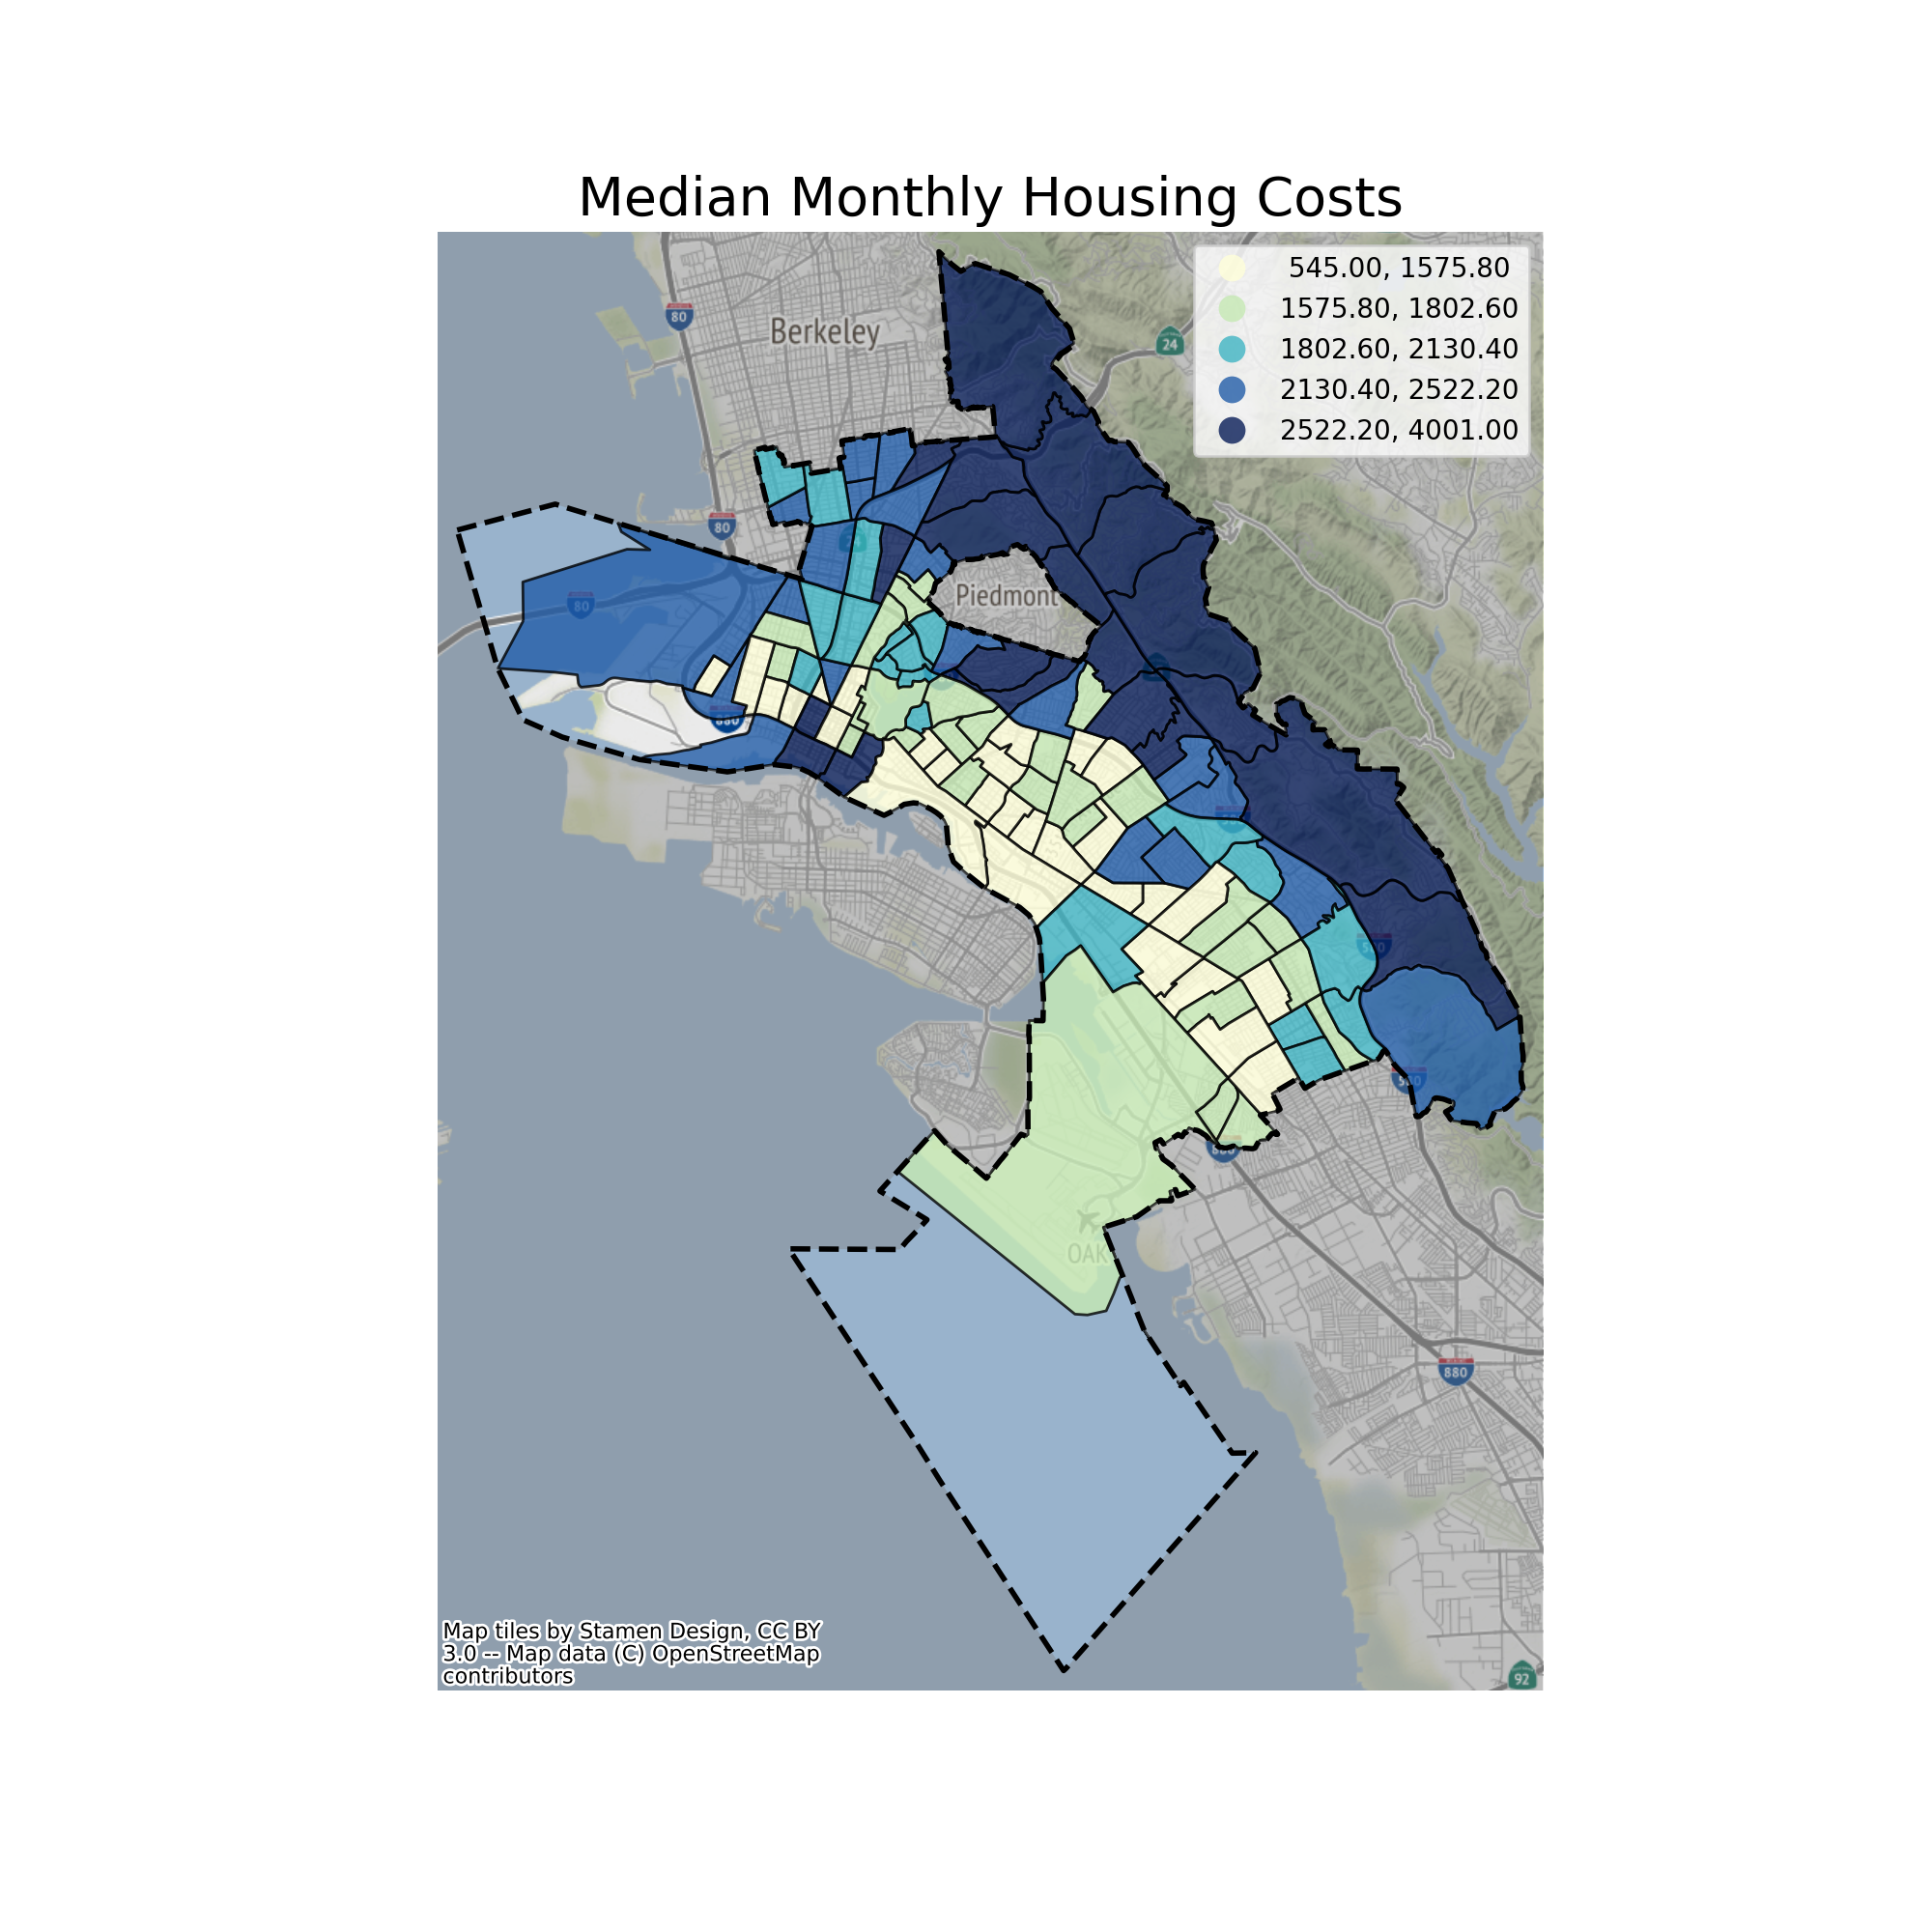 Median Monthly Housing Costs
545.00, 1575.80
1575.80, 1802.60
1802.60, 2130.40
2130.40, 2522.20
2522.20, 4001.00
80
Berkeley
24
80
80
Piedmont
880
580
580
880
OAK
880
92
Map tiles by Stamen Design, CC BY
3.0 -- Map data (C) OpenStreetMap
contributors